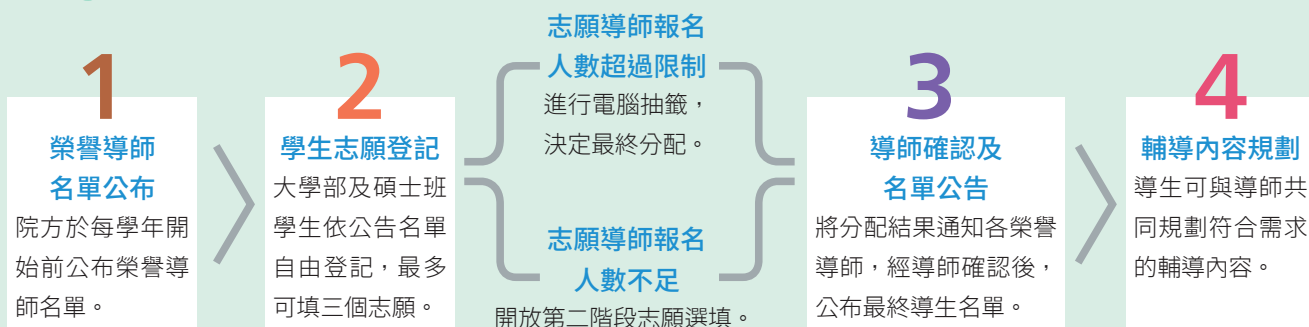 1
榮譽導師
名單公布
院方於每學年開
始前公布榮譽導
師名單。
2
學生志願登記
大學部及碩士班
學生依公告名單
自由登記，最多
可填三個志願。
志願導師報名
人數超過限制
進行電腦抽籤，
決定最終分配。
志願導師報名
人數不足
開放第二階段志願選填。
3
導師確認及
名單公告
將分配結果通知各榮譽
導師，經導師確認後，
公布最終導生名單。
4
輔導內容規劃
導生可與導師共
同規劃符合需求
的輔導內容。